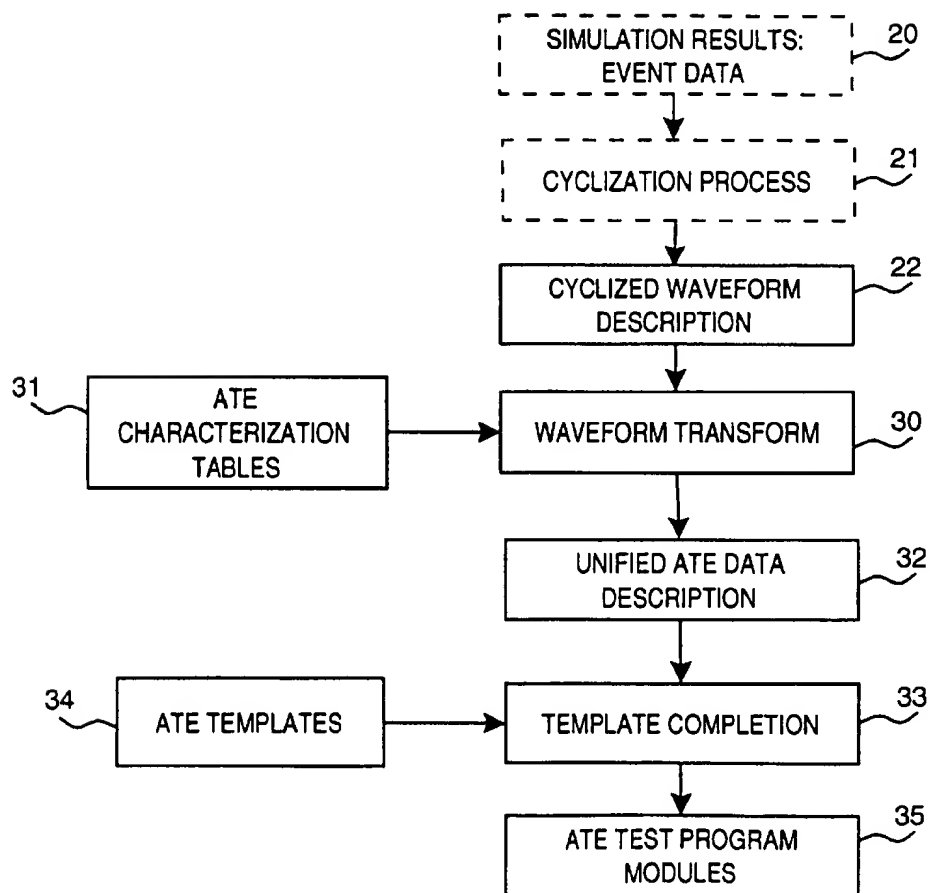 SIMULATION RESULTS:
EVENT DATA
20
CYCLIZATION PROCESS
21
CYCLIZED WAVEFORM
DESCRIPTION
22
31
ATE
CHARACTERIZATION
TABLES
WAVEFORM TRANSFORM
30
UNIFIED ATE DATA
DESCRIPTION
32
34
ATE TEMPLATES
TEMPLATE COMPLETION
33
ATE TEST PROGRAM
MODULES
35